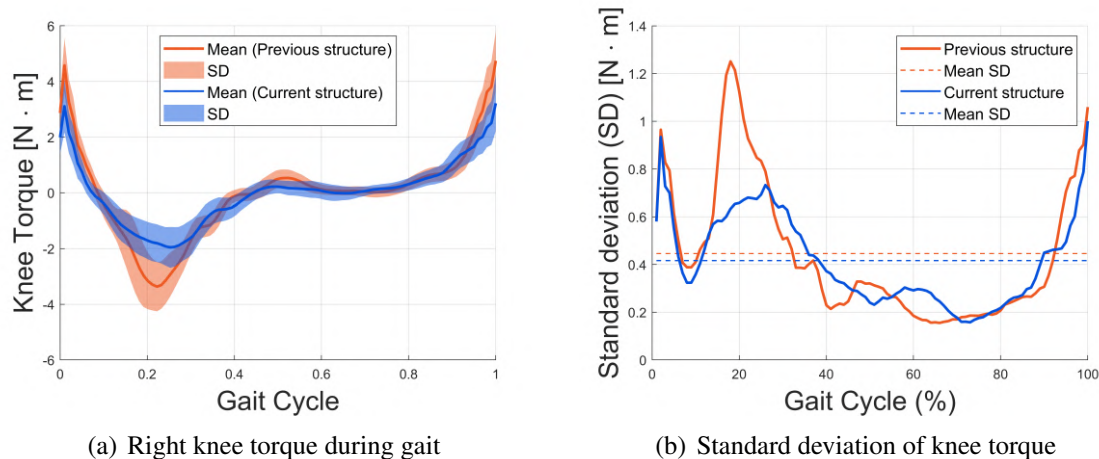 Knee Torque [N · m]
6
4
2
0
-2
-4
-6
Mean (Previous structure)
SD
Mean (Current structure)
SD
0 0.2 0.4 0.6 0.8 1
Gait Cycle
(a) Right knee torque during gait
Standard deviation (SD) [N · m]
1.4
1.2
1
0.8
0.6
0.4
0.2
0
Previous structure
Mean SD
Current structure
Mean SD
0 20 40 60 80 100
Gait Cycle (%)
(b) Standard deviation of knee torque